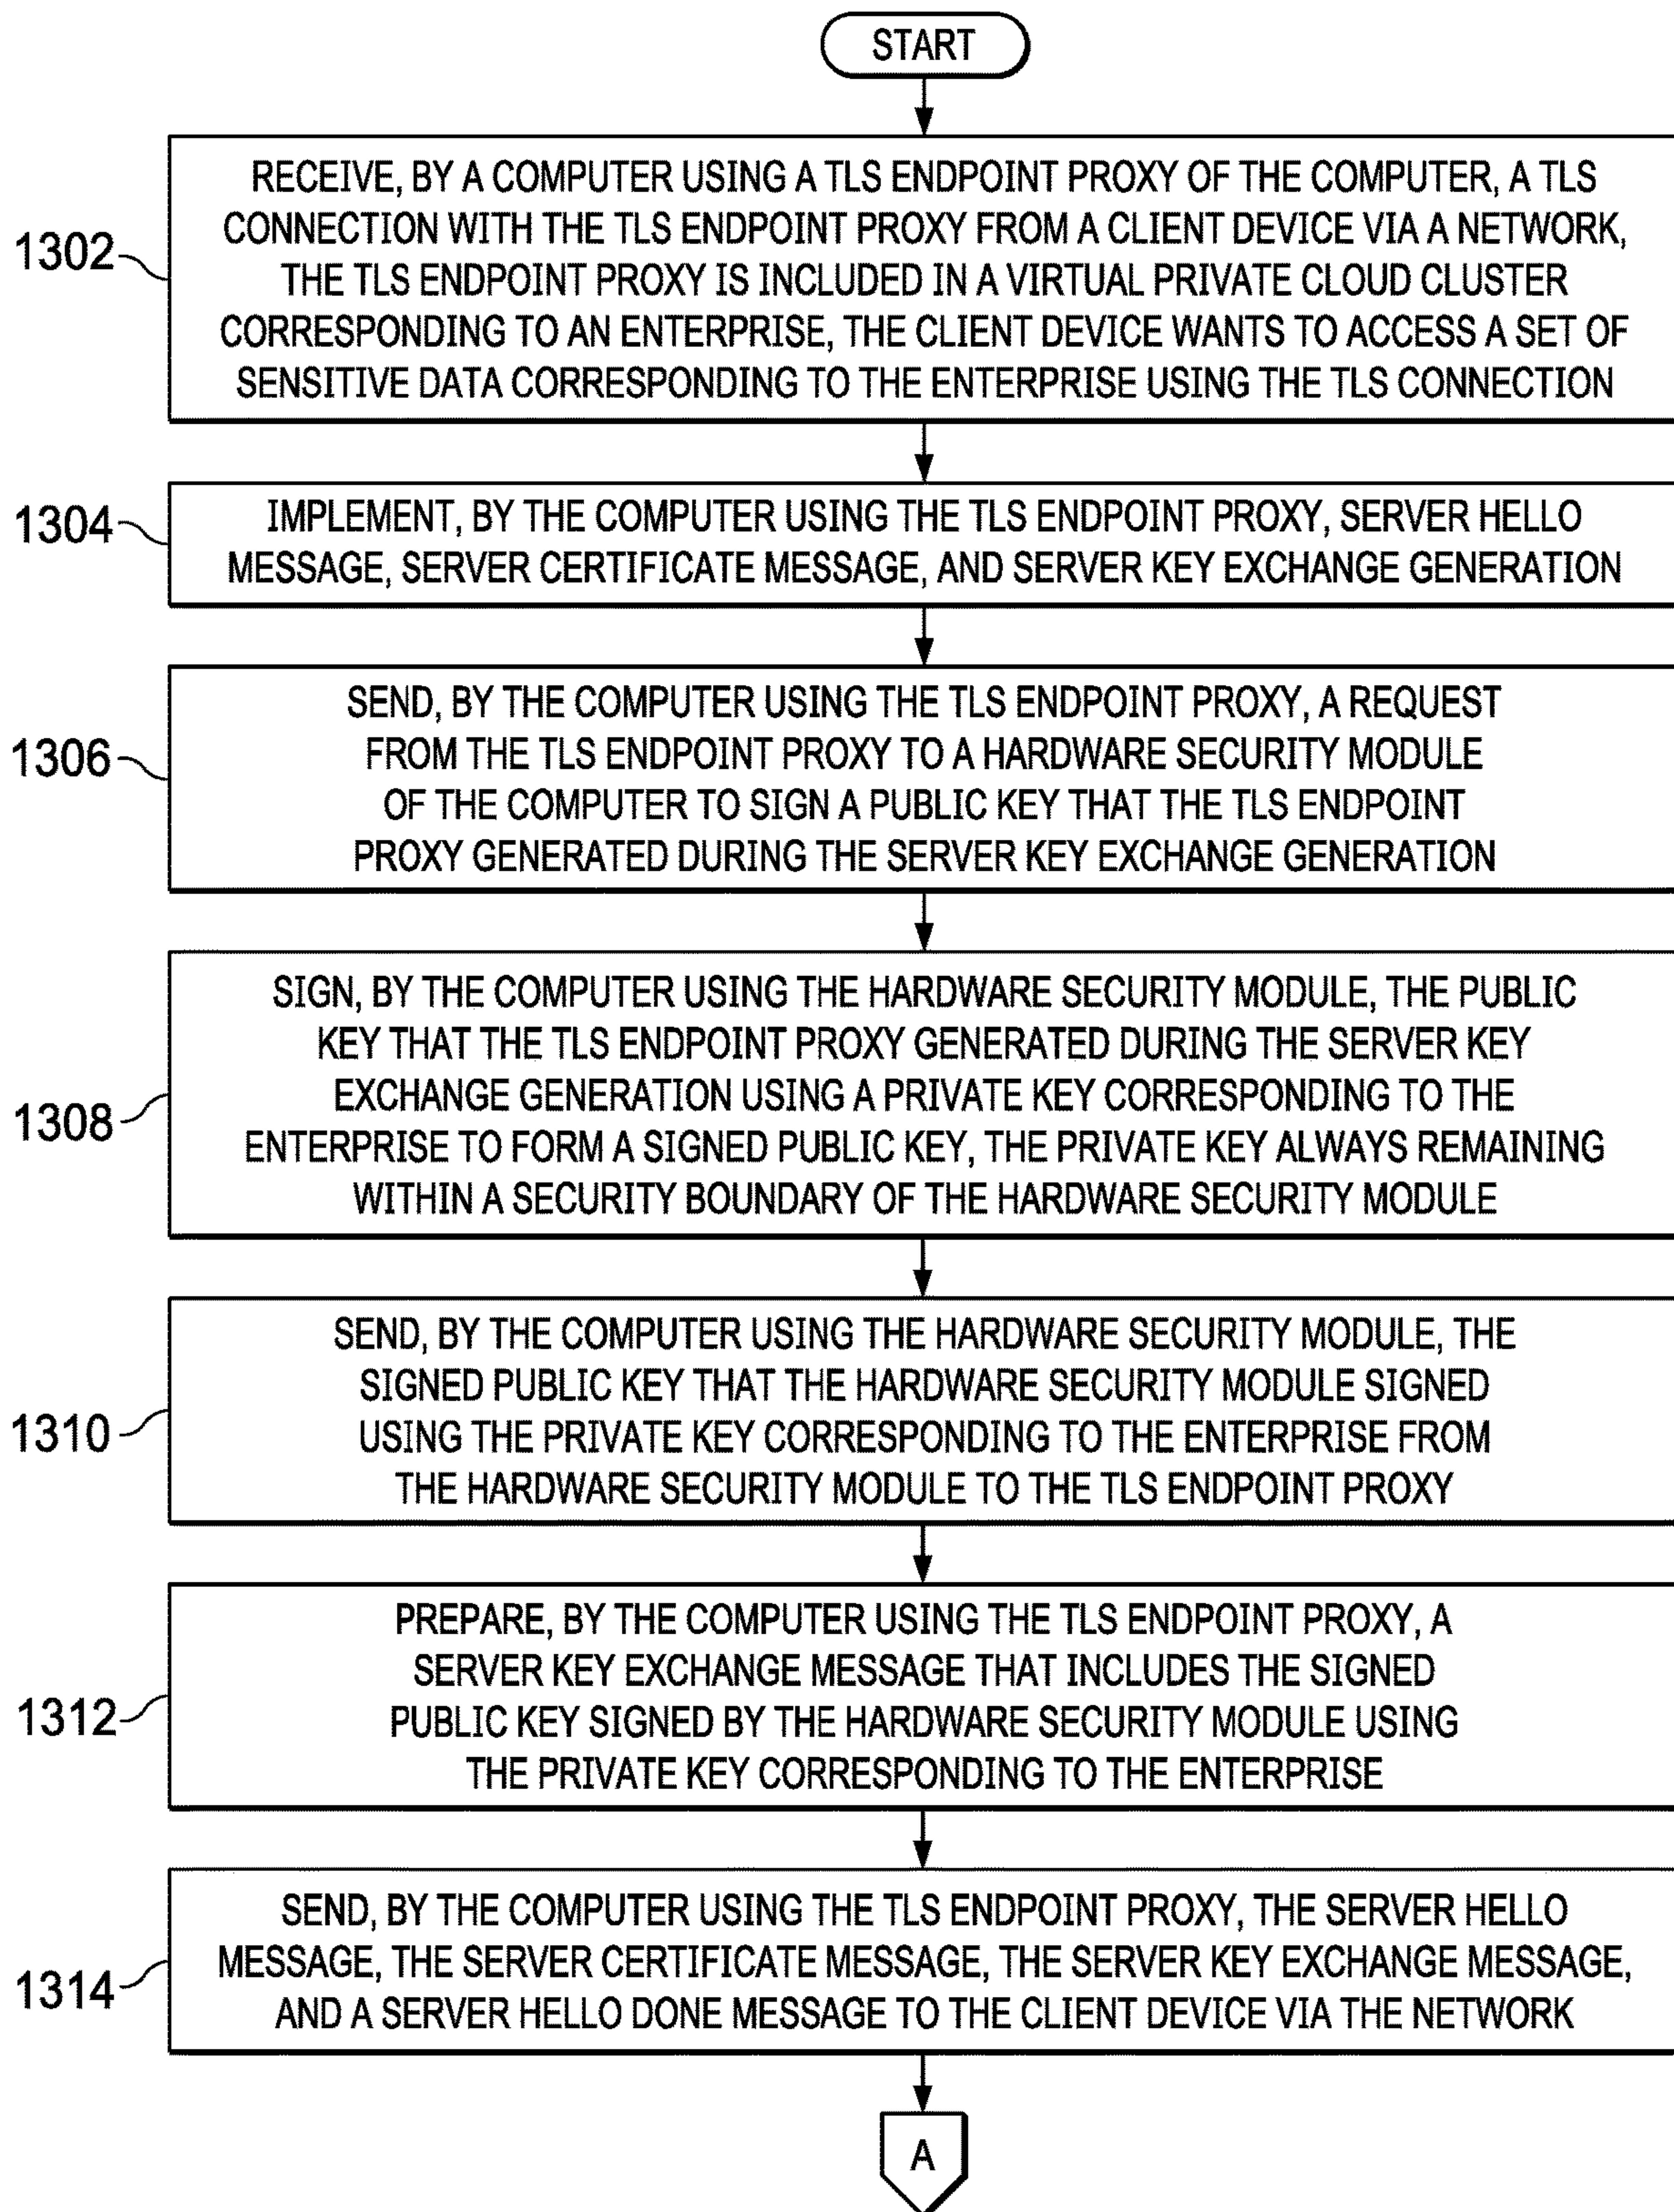 START
RECEIVE, BY A COMPUTER USING A TLS ENDPOINT PROXY OF THE COMPUTER, A TLS
CONNECTION WITH THE TLS ENDPOINT PROXY FROM A CLIENT DEVICE VIA A NETWORK,
1302
THE TLS ENDPOINT PROXY IS INCLUDED IN A VIRTUAL PRIVATE CLOUD CLUSTER
CORRESPONDING TO AN ENTERPRISE, THE CLIENT DEVICE WANTS TO ACCESS A SET OF
SENSITIVE DATA CORRESPONDING TO THE ENTERPRISE USING THE TLS CONNECTION
1304
IMPLEMENT, BY THE COMPUTER USING THE TLS ENDPOINT PROXY, SERVER HELLO
MESSAGE, SERVER CERTIFICATE MESSAGE, AND SERVER KEY EXCHANGE GENERATION
SEND, BY THE COMPUTER USING THE TLS ENDPOINT PROXY, A REQUEST
1306
FROM THE TLS ENDPOINT PROXY TO A HARDWARE SECURITY MODULE
OF THE COMPUTER TO SIGN A PUBLIC KEY THAT THE TLS ENDPOINT
PROXY GENERATED DURING THE SERVER KEY EXCHANGE GENERATION
SIGN, BY THE COMPUTER USING THE HARDWARE SECURITY MODULE, THE PUBLIC
KEY THAT THE TLS ENDPOINT PROXY GENERATED DURING THE SERVER KEY
EXCHANGE GENERATION USING A PRIVATE KEY CORRESPONDING TO THE
1308
ENTERPRISE TO FORM A SIGNED PUBLIC KEY, THE PRIVATE KEY ALWAYS REMAINING
WITHIN A SECURITY BOUNDARY OF THE HARDWARE SECURITY MODULE
SEND, BY THE COMPUTER USING THE HARDWARE SECURITY MODULE, THE
SIGNED PUBLIC KEY THAT THE HARDWARE SECURITY MODULE SIGNED
1310
USING THE PRIVATE KEY CORRESPONDING TO THE ENTERPRISE FROM
THE HARDWARE SECURITY MODULE TO THE TLS ENDPOINT PROXY
PREPARE, BY THE COMPUTER USING THE TLS ENDPOINT PROXY, A
SERVER KEY EXCHANGE MESSAGE THAT INCLUDES THE SIGNED
1312
PUBLIC KEY SIGNED BY THE HARDWARE SECURITY MODULE USING
THE PRIVATE KEY CORRESPONDING TO THE ENTERPRISE
SEND, BY THE COMPUTER USING THE TLS ENDPOINT PROXY, THE SERVER HELLO
MESSAGE, THE SERVER CERTIFICATE MESSAGE, THE SERVER KEY EXCHANGE MESSAGE,
1314
AND A SERVER HELLO DONE MESSAGE TO THE CLIENT DEVICE VIA THE NETWORK
A